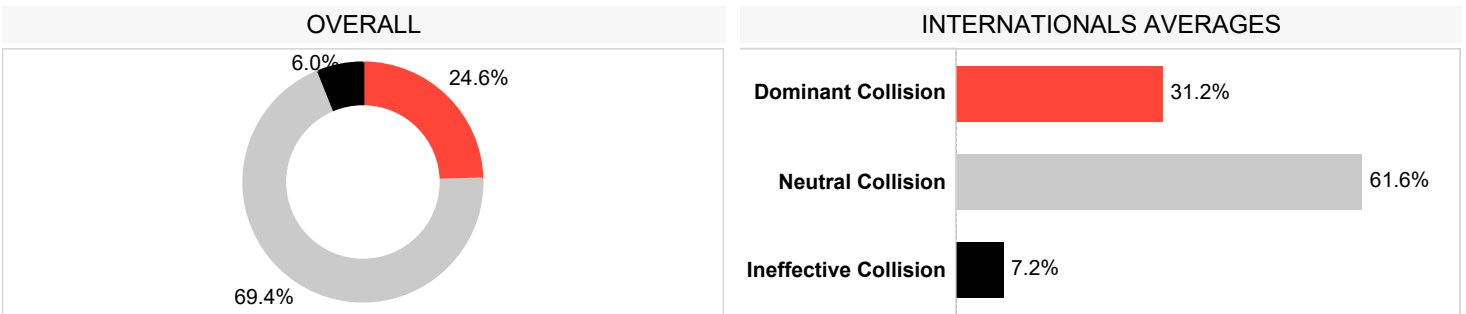 OVERALL
6.0%
24.6%
69.4%
INTERNATIONALS AVERAGES
Dominant Collision 31.2%
Neutral Collision 61.6%
Ineffective Collision 7.2%